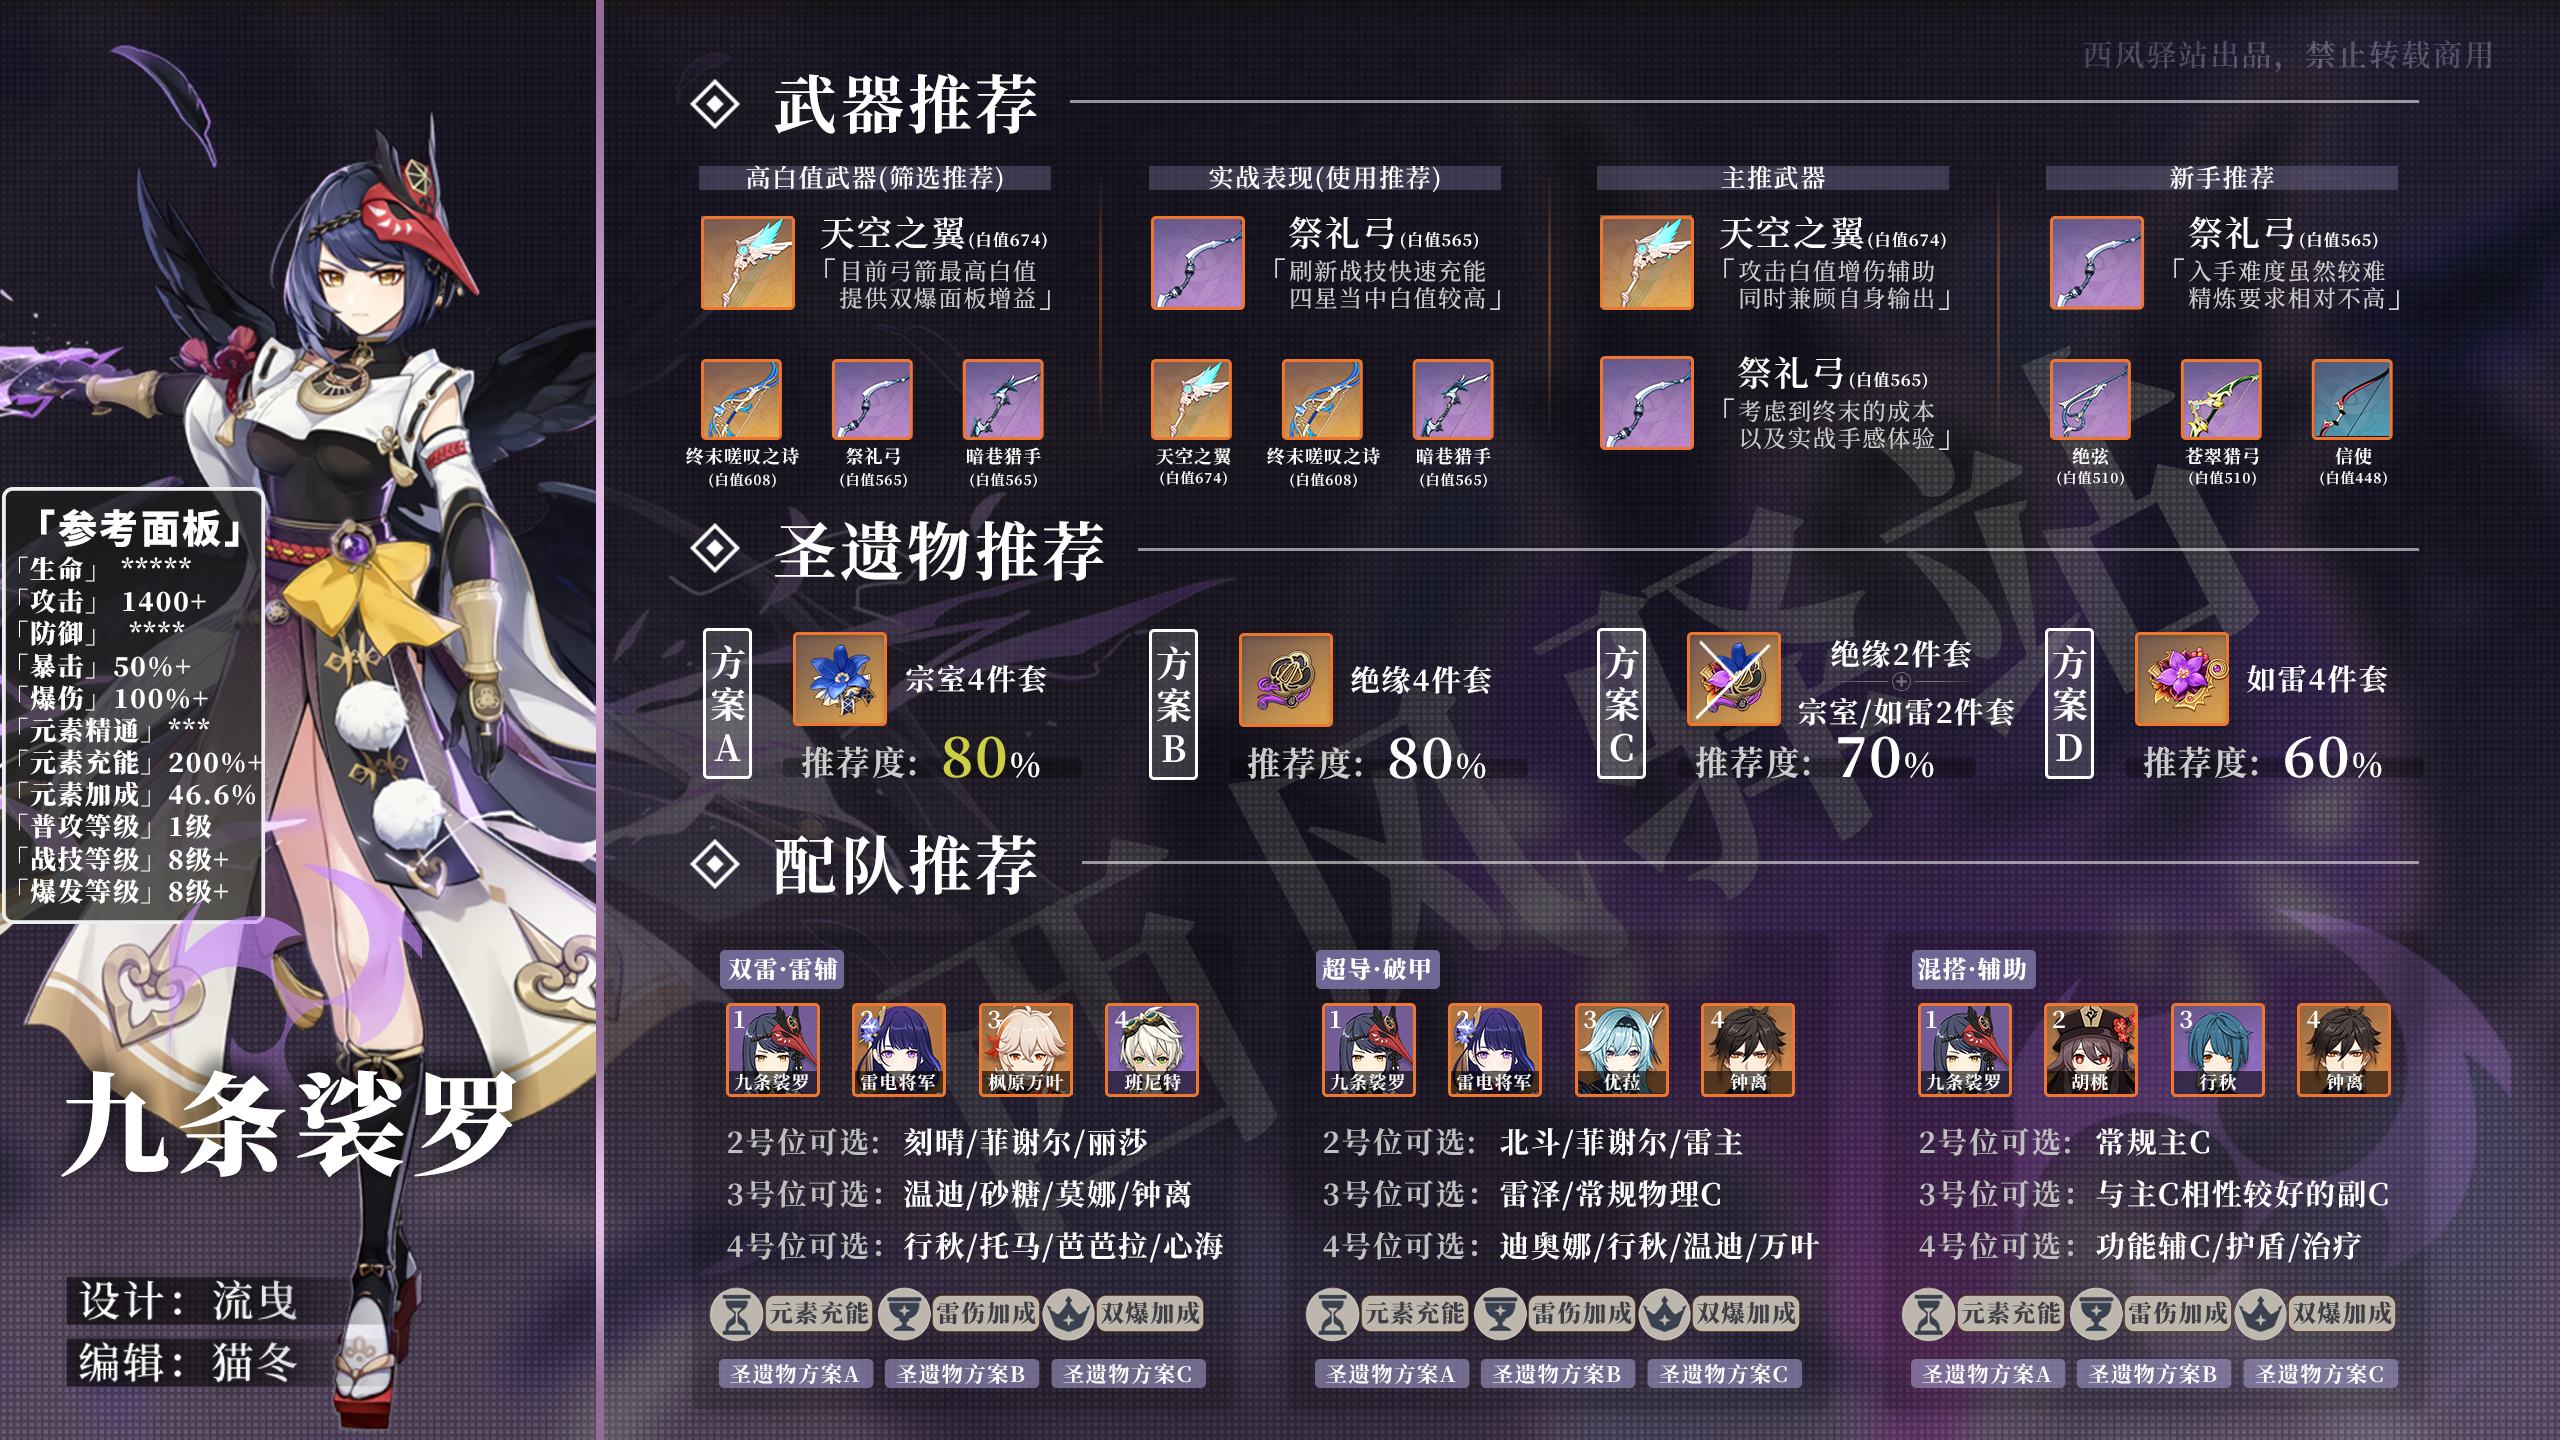 西风驿站出品，禁止转载商用
武器推荐
高白值武器(筛选推荐)
天空之翼(白值674)
「目前弓箭最高白值
提供双爆面板增益」
终末嗟叹之诗
(白值608)
祭礼弓
(白值565)
暗巷猎手
(白值565)
实战表现(使用推荐)
祭礼弓(白值565)
「刷新战技快速充能
四星当中白值较高」
天空之翼
(白值674)
终末嗟叹之诗
(白值608)
暗巷猎手
(白值565)
主推武器
天空之翼(白值674)
「攻击白值增伤辅助
同时兼顾自身输出」
祭礼弓(白值565)
「考虑到终末的成本
以及实战手感体验」
新手推荐
祭礼弓(白值565)
「入手难度虽然较难
精炼要求相对不高」
绝弦
(白值510)
苍翠猎弓
(白值510)
信使
(白值448)
「参考面板」
「生命」 *****
「攻击」 1400+
「防御」 ****
「暴击」50%+
「爆伤」100%+
「元素精通」***
「元素充能」200%+
「元素加成」46.6%
「普攻等级」1级
「战技等级」8级+
「爆发等级」8级+
九条裟罗
设计：流曳
编辑：猫冬
圣遗物推荐
方案A
宗室4件套
推荐度：80%
方案B
绝缘4件套
推荐度：80%
方案C
绝缘2件套
宗室/如雷2件套
推荐度：70%
方案D
如雷4件套
推荐度：60%
西风驿站
配队推荐
双雷·雷辅
1 2 3 4
九条裟罗 雷电将军 枫原万叶 班尼特
2号位可选：刻晴/菲谢尔/丽莎
3号位可选：温迪/砂糖/莫娜/钟离
4号位可选：行秋/托马/芭芭拉/心海
元素充能 雷伤加成 双爆加成
圣遗物方案A 圣遗物方案B 圣遗物方案C
超导·破甲
1 2 3 4
九条裟罗 雷电将军 优菈 钟离
2号位可选：北斗/菲谢尔/雷主
3号位可选：雷泽/常规物理C
4号位可选：迪奥娜/行秋/温迪/万叶
元素充能 雷伤加成 双爆加成
圣遗物方案A 圣遗物方案B 圣遗物方案C
混搭·辅助
1 2 3 4
九条裟罗 胡桃 行秋 钟离
2号位可选：常规主C
3号位可选：与主C相性较好的副C
4号位可选：功能辅C/护盾/治疗
元素充能 雷伤加成 双爆加成
圣遗物方案A 圣遗物方案B 圣遗物方案C